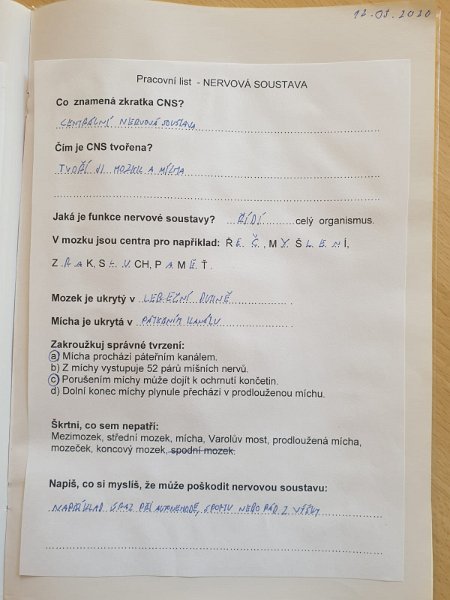 12.01.2020
Pracovní list - NERVOVÁ SOUSTAVA
Co znamená zkratka CNS?
CENTRÁLNÍ NERVOVÁ SOUSTAVA
Čím je CNS tvořena?
TVOŘÍ JI MOZEK A MÍCHA
Jaká je funkce nervové soustavy? ŘÍDÍ celý organismus.
V mozku jsou centra pro například: ŘEČ, MYŠLENÍ,
ZRAK, SLUCH, PAMĚŤ.
Mozek je ukrytý v LEBEČNÍ DUTINĚ.
Mícha je ukrytá v PÁTEŘNÍM KANÁLU.
Zakroužkuj správné tvrzení:
a) Mícha prochází páteřním kanálem.
b) Z míchy vystupuje 52 párů míšních nervů.
c) Porušením míchy může dojít k ochrnutí končetin.
d) Dolní konec míchy plynule přechází v prodlouženou míchu.
Škrtni, co sem nepatří:
Mezimozek, střední mozek, mícha, Varolův most, prodloužená mícha,
mozeček, koncový mozek, spodní mozek.
Napiš, co si myslíš, že může poškodit nervovou soustavu:
NAPŘÍKLAD ÚRAZ PŘI AUTONEHODĚ, SPORTU NEBO PÁD Z VÝŠKY